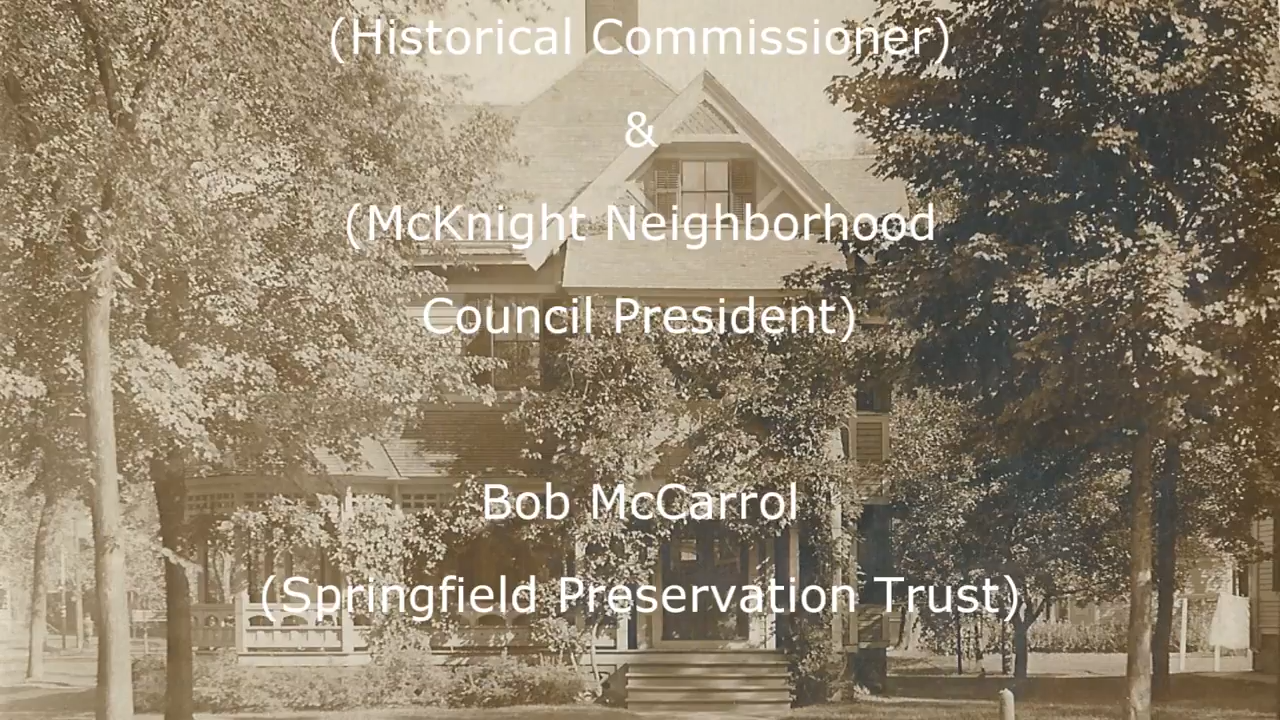 (Historical Commissioner)
&
(McKnight Neighborhood
Council President)
Bob McCarrol
(Springfield Preservation Trust)